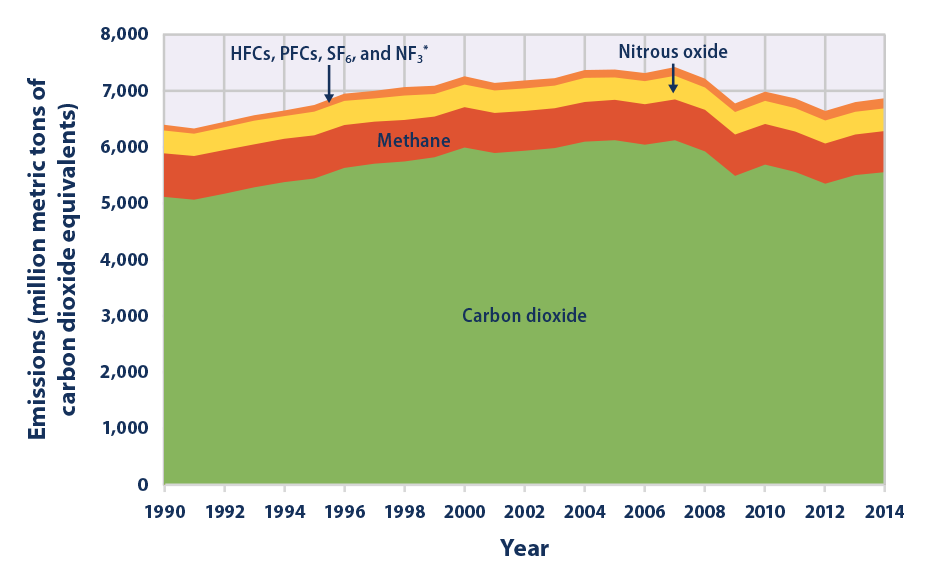 8,000
HFCs, PFCs, SF6, and NF3*
Nitrous oxide
7,000
6,000
Methane
5,000
4,000
3,000
Carbon dioxide
2,000
1,000
0
Emissions (million metric tons of
carbon dioxide equivalents)
1990 1992 1994 1996 1998 2000 2002 2004 2006 2008 2010 2012 2014
Year